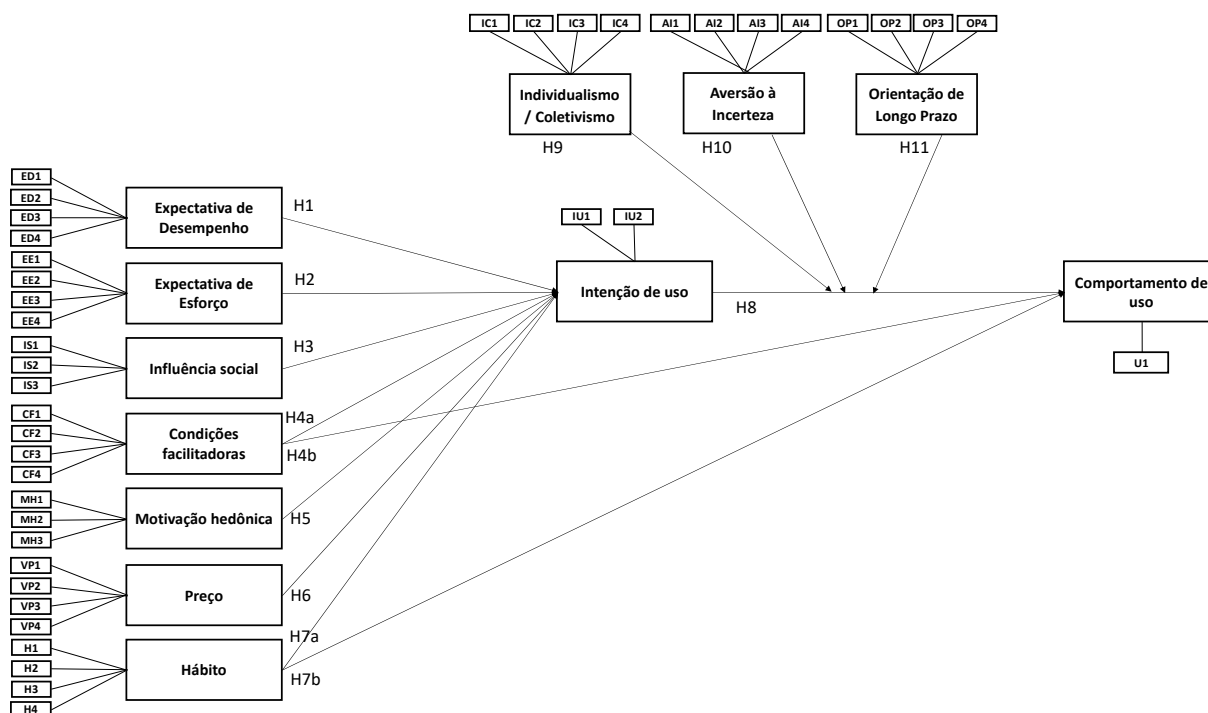 IC1 IC2 IC3 IC4
AI1 AI2 AI3 AI4
OP1 OP2 OP3 OP4
Individualismo
/ Coletivismo
Aversão à
Incerteza
Orientação de
Longo Prazo
H9
H10
H11
ED1
ED2
ED3
ED4
Expectativa de
Desempenho
H1
EE1
EE2
EE3
EE4
Expectativa de
Esforço
H2
IU1 IU2
Intenção de uso
H8
Comportamento de
uso
U1
IS1
IS2
IS3
Influência social
H3
CF1
CF2
CF3
CF4
Condições
facilitadoras
H4a
H4b
MH1
MH2
MH3
Motivação hedônica
H5
VP1
VP2
VP3
VP4
Preço
H6
H1
H2
H3
H4
Hábito
H7a
H7b